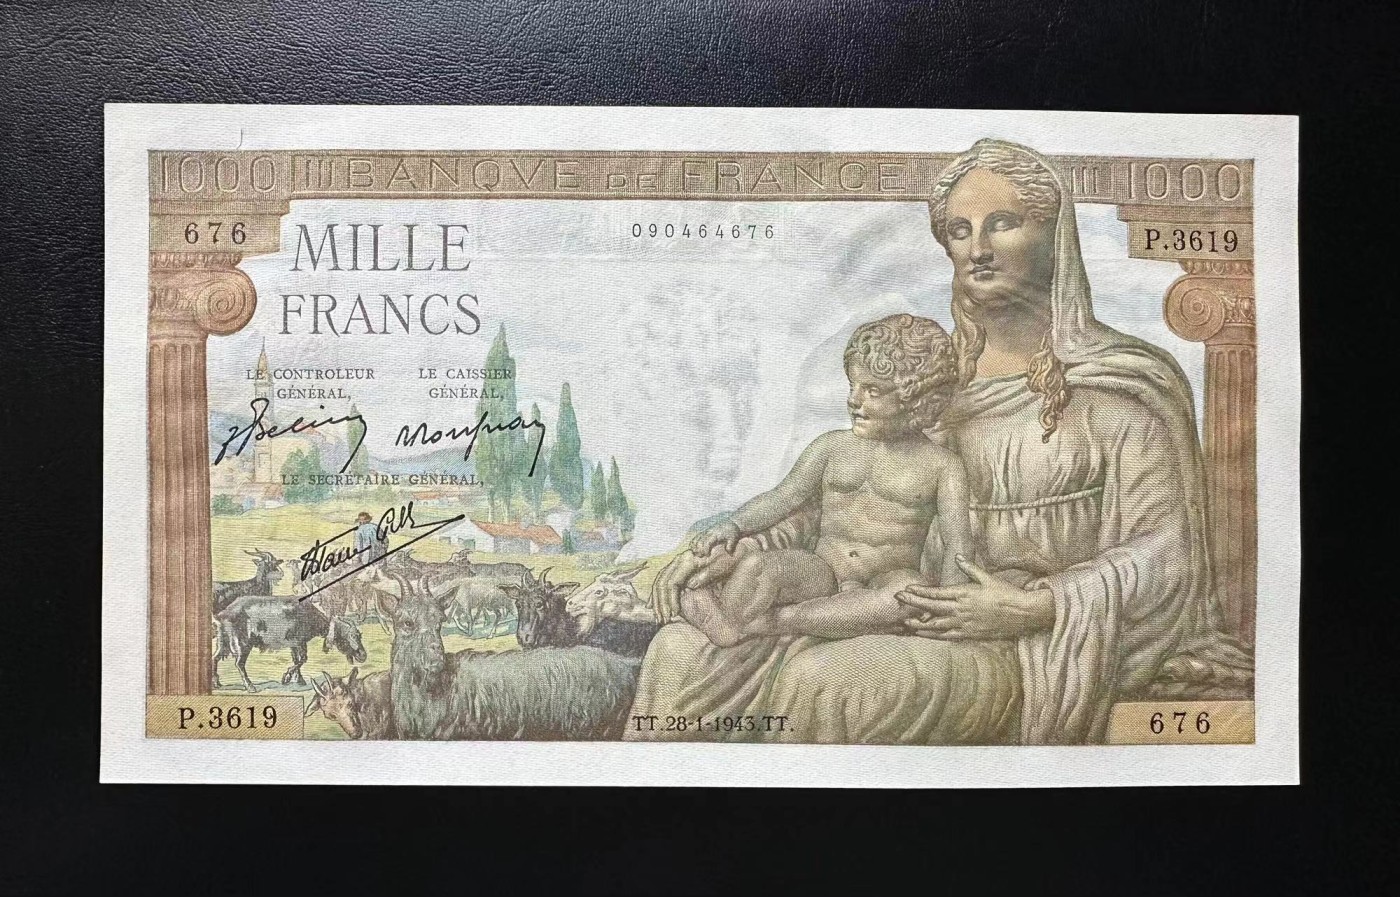 1000 BANQVE DE FRANCE 1000
676
MILLE
FRANCS
090464676
P.3619
LE CONTROLEUR
GÉNÉRAL,
LE CAISSIER
GÉNÉRAL,
LE SECRÉTAIRE GÉNÉRAL,
P.3619
TT.28-1-1943.TT.
676